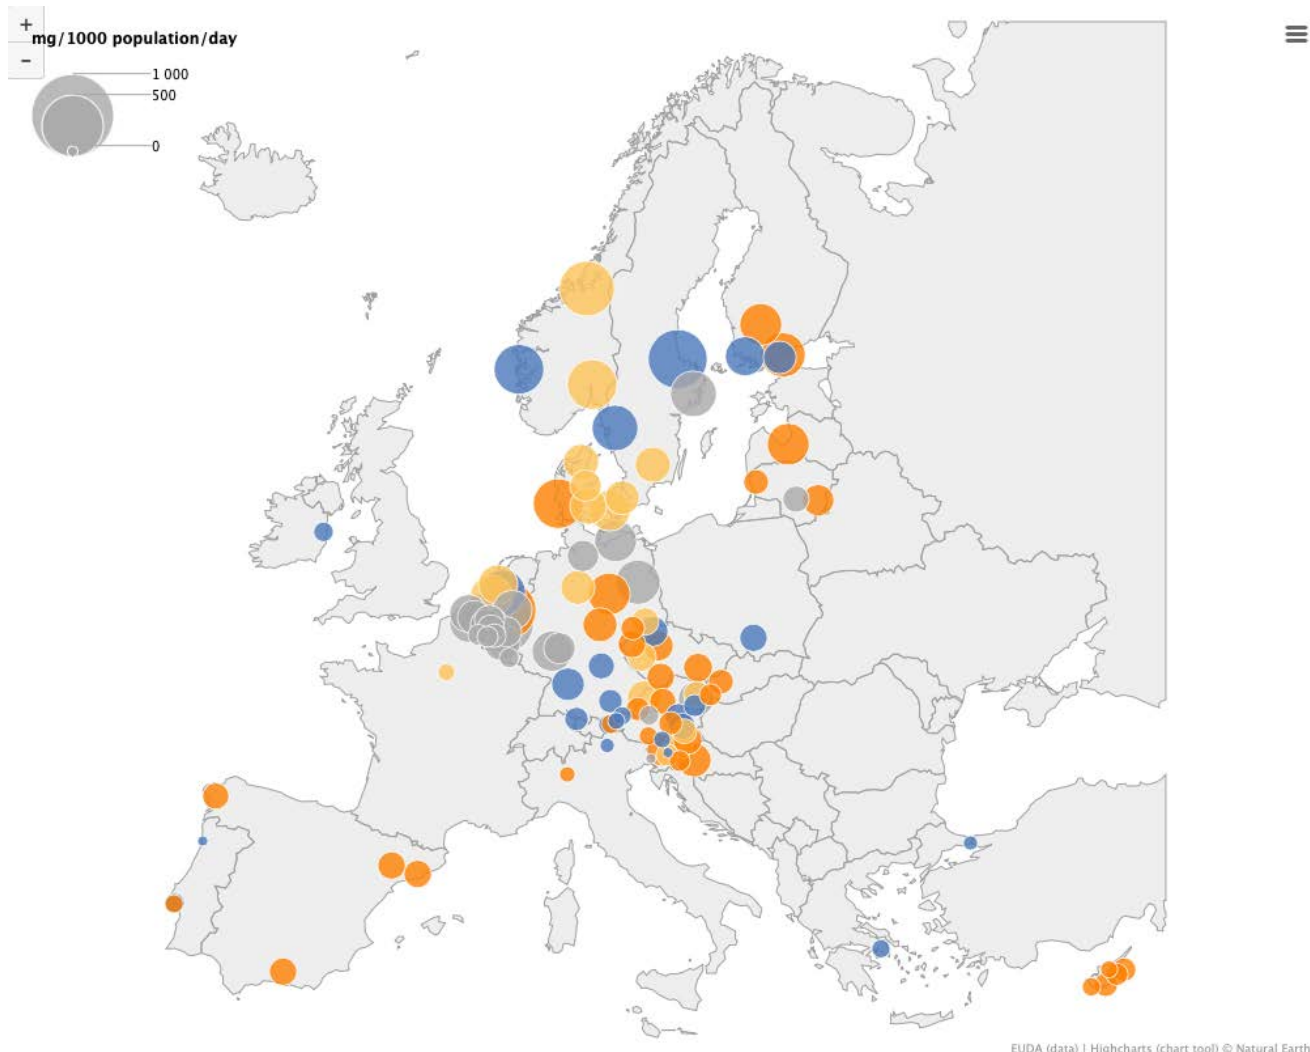 +
mg/1000 population/day
−
1 000
500
0
EUDA (data) | Highcharts (chart tool) © Natural Earth